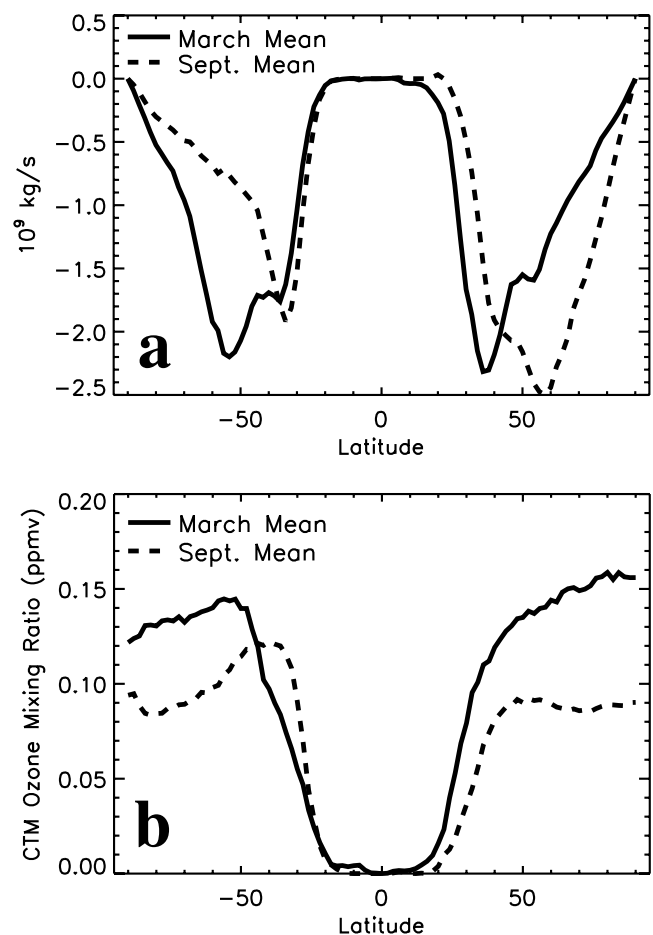 0.5
March Mean
Sept. Mean
0.0
−0.5
−1.0
−1.5
−2.0
−2.5
10⁹ kg/s
a
−50 0 50
Latitude
0.20
March Mean
Sept. Mean
0.15
0.10
0.05
0.00
CTM Ozone Mixing Ratio (ppmv)
b
−50 0 50
Latitude